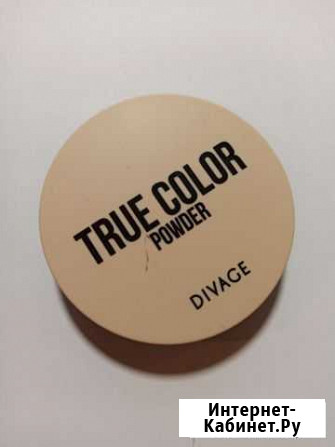 TRUE COLOR
POWDER
DIVAGE
Интернет-
Кабинет.Ру